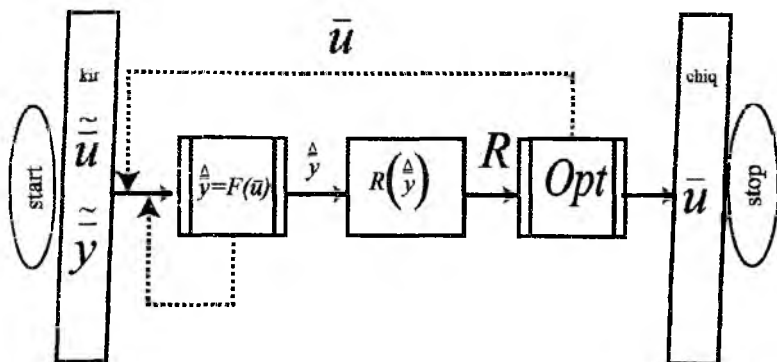 start
kir
ũ̄
ỹ̄
ū
y̿̂=F(ū)
y̿̂
R(y̿̂)
R
Opt
chiq
ū
stop